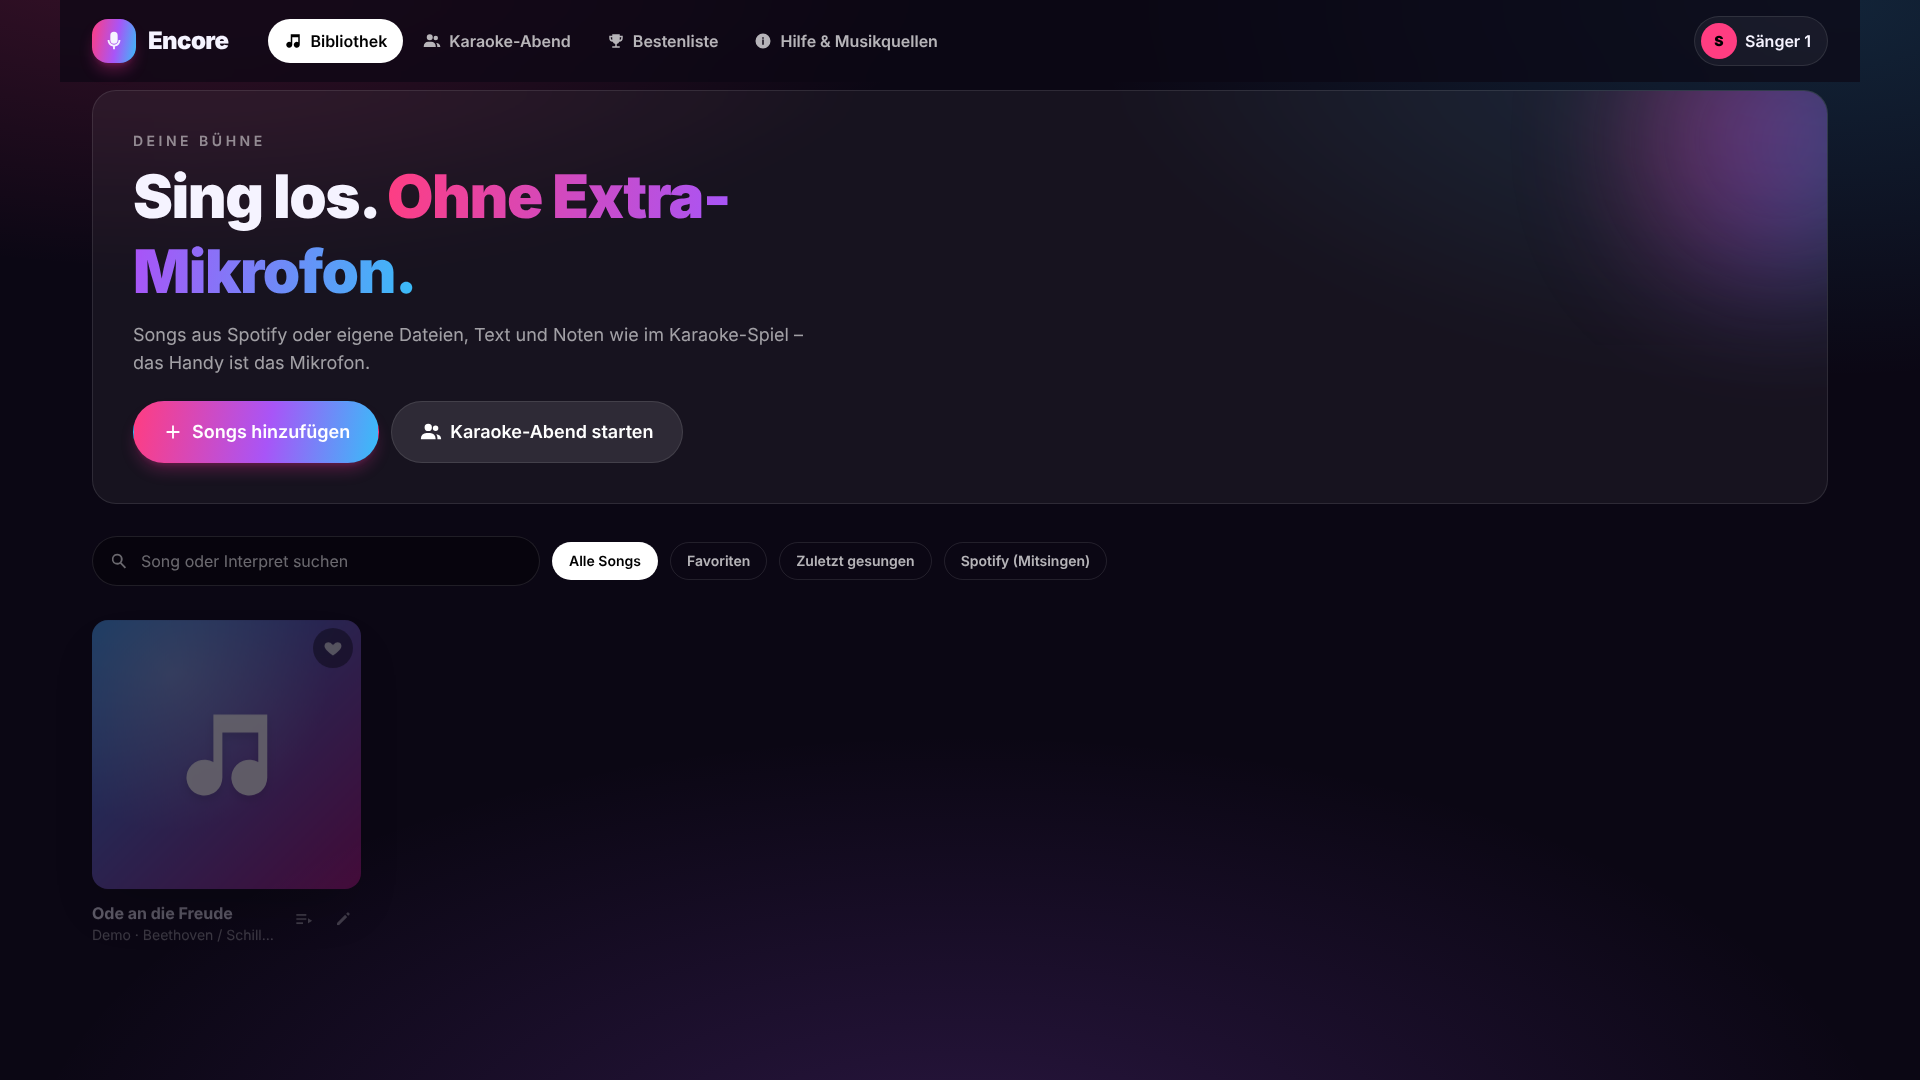 Encore
Bibliothek
Karaoke-Abend
Bestenliste
Hilfe & Musikquellen
S
Sänger 1
DEINE BÜHNE
Sing los. Ohne Extra-
Mikrofon.
Songs aus Spotify oder eigene Dateien, Text und Noten wie im Karaoke-Spiel –
das Handy ist das Mikrofon.
Songs hinzufügen
Karaoke-Abend starten
Song oder Interpret suchen
Alle Songs
Favoriten
Zuletzt gesungen
Spotify (Mitsingen)
Ode an die Freude
Demo · Beethoven / Schill...